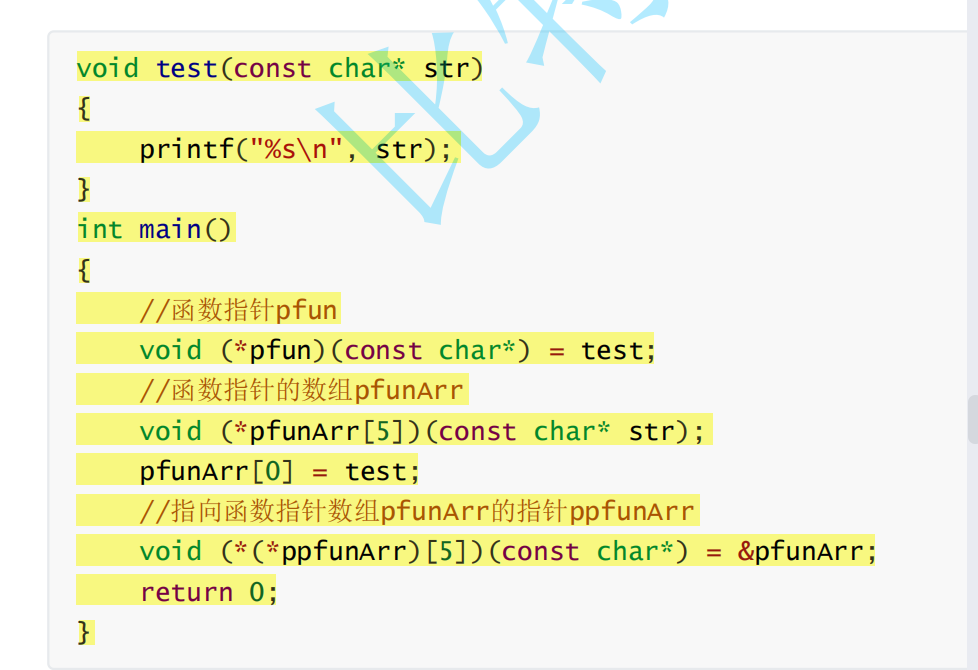 比特
void test(const char* str)
{
    printf("%s\n", str);
}
int main()
{
    //函数指针pfun
    void (*pfun)(const char*) = test;
    //函数指针的数组pfunArr
    void (*pfunArr[5])(const char* str);
    pfunArr[0] = test;
    //指向函数指针数组pfunArr的指针ppfunArr
    void (*(*ppfunArr)[5])(const char*) = &pfunArr;
    return 0;
}